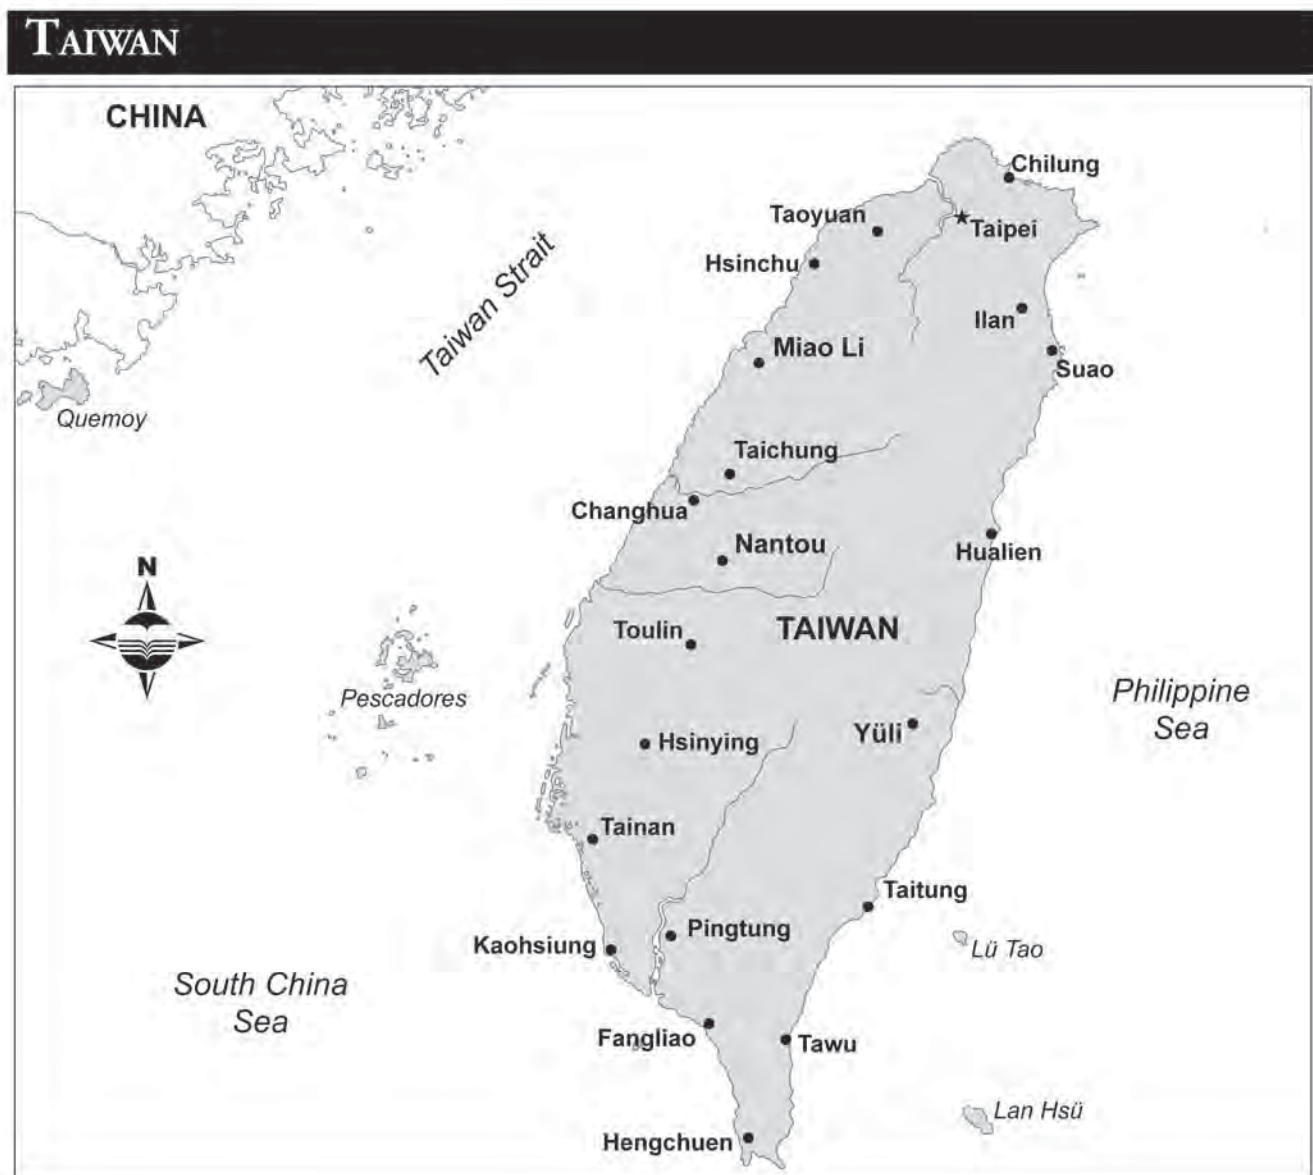 TAIWAN
CHINA
Chilung
Taoyuan
Taipei
Hsinchu
Taiwan Strait
Ilan
Miao Li
Suao
Quemoy
Taichung
Changhua
Nantou
Hualien
N
Toulin
TAIWAN
Pescadores
Philippine
Sea
Yüli
Hsinying
Tainan
Taitung
Pingtung
Kaohsiung
Lü Tao
South China
Sea
Fangliao
Tawu
Lan Hsü
Hengchuen